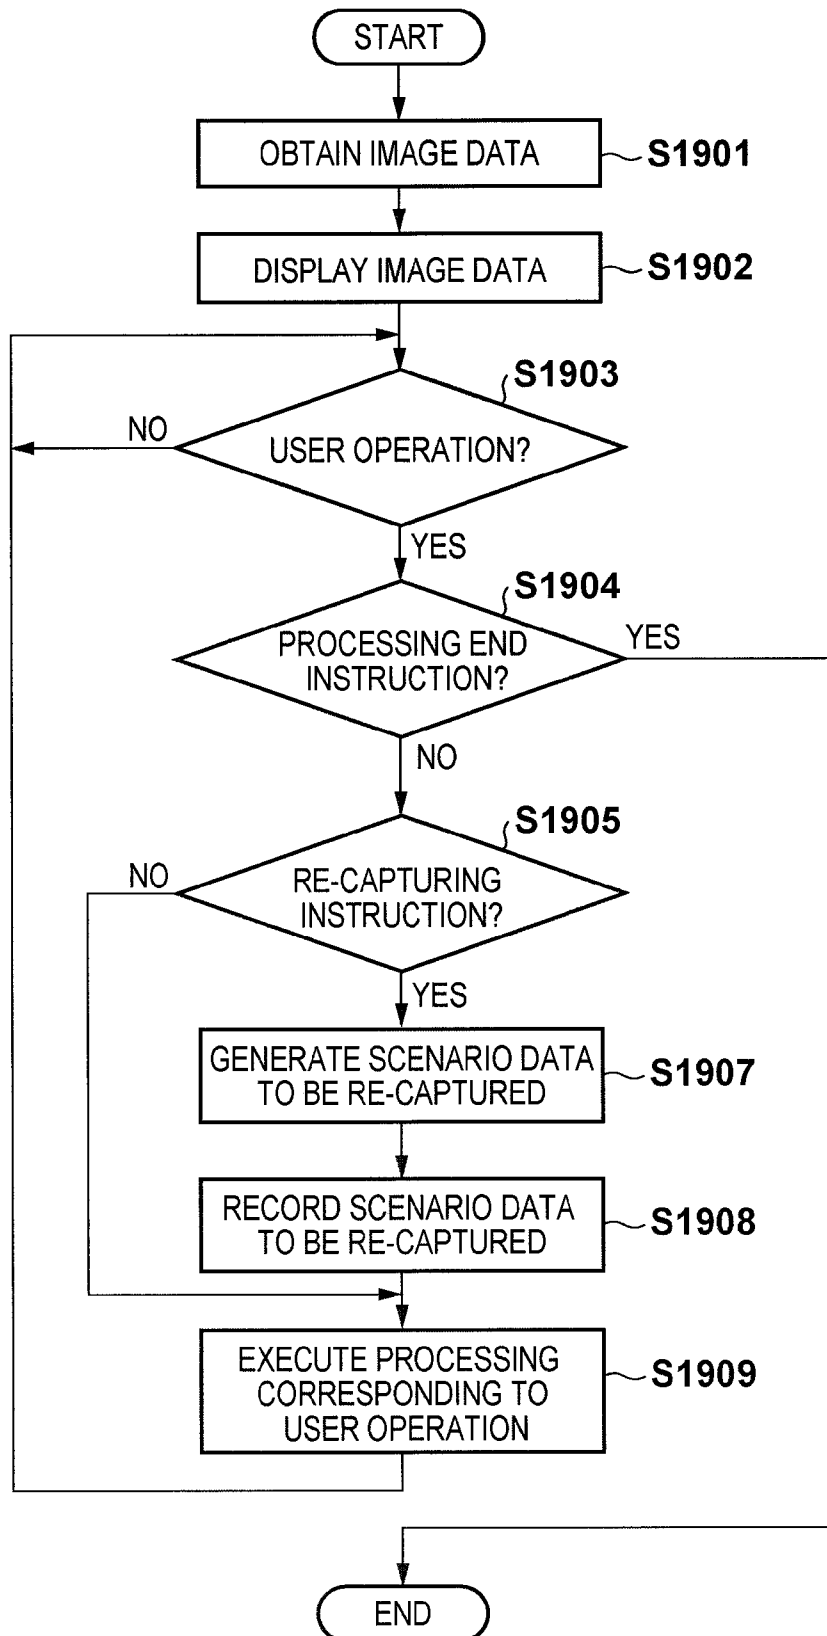 START
OBTAIN IMAGE DATA
S1901
DISPLAY IMAGE DATA
S1902
S1903
NO
USER OPERATION?
YES
S1904
PROCESSING END
INSTRUCTION?
YES
NO
S1905
NO
RE-CAPTURING
INSTRUCTION?
YES
GENERATE SCENARIO DATA
TO BE RE-CAPTURED
S1907
RECORD SCENARIO DATA
TO BE RE-CAPTURED
S1908
EXECUTE PROCESSING
CORRESPONDING TO
USER OPERATION
S1909
END